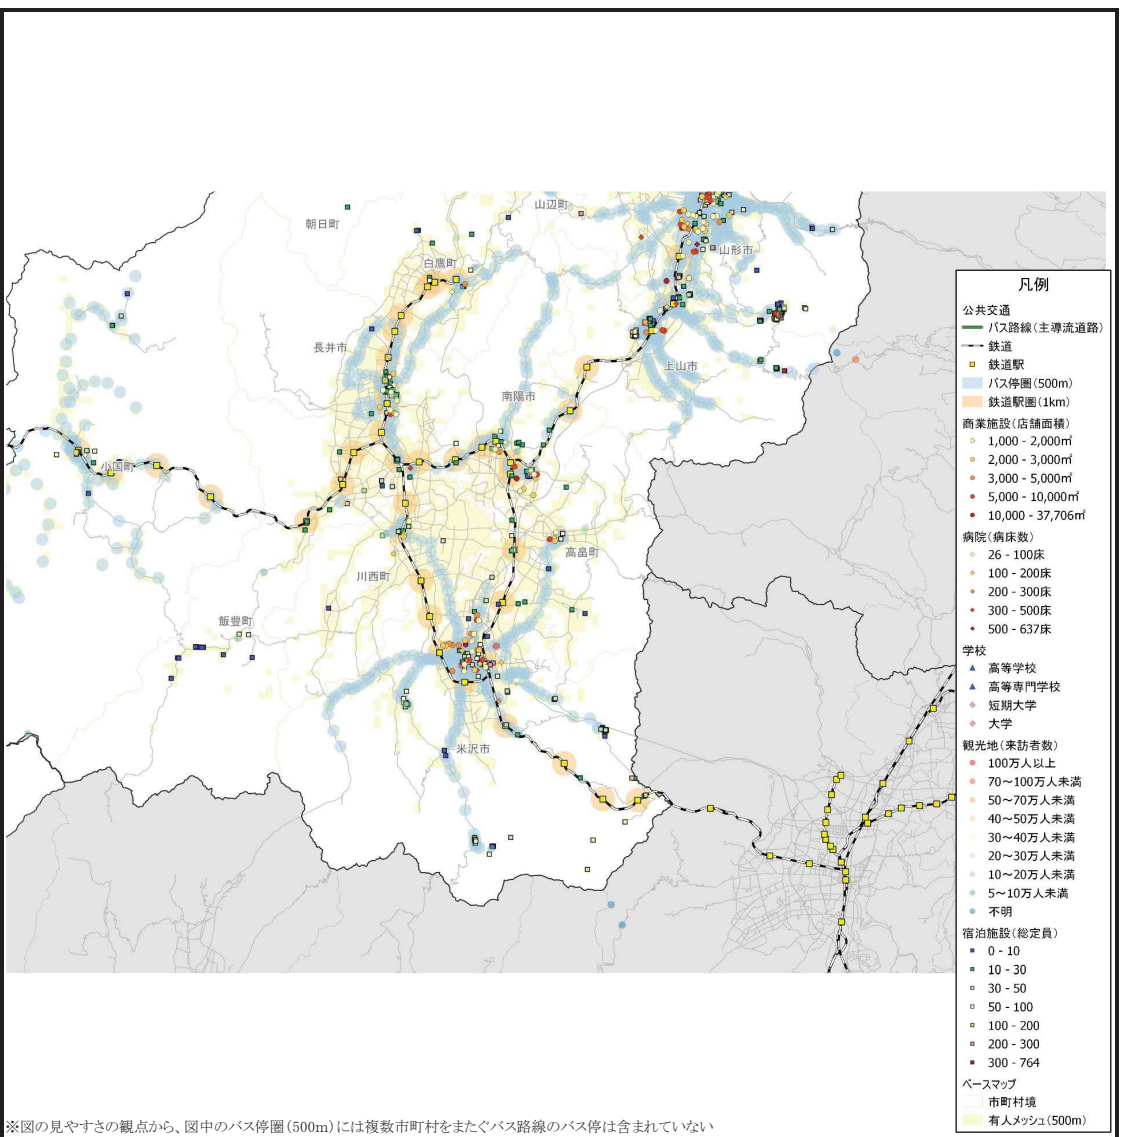 山辺町
朝日町
山形市
白鷹町
長井市
上山市
南陽市
小国町
高畠町
川西町
飯豊町
米沢市
凡例
公共交通
バス路線(主導流道路)
鉄道
鉄道駅
バス停圏(500m)
鉄道駅圏(1km)
商業施設(店舗面積)
1,000 - 2,000㎡
2,000 - 3,000㎡
3,000 - 5,000㎡
5,000 - 10,000㎡
10,000 - 37,706㎡
病院(病床数)
26 - 100床
100 - 200床
200 - 300床
300 - 500床
500 - 637床
学校
高等学校
高等専門学校
短期大学
大学
観光地(来訪者数)
100万人以上
70～100万人未満
50～70万人未満
40～50万人未満
30～40万人未満
20～30万人未満
10～20万人未満
5～10万人未満
不明
宿泊施設(総定員)
0 - 10
10 - 30
30 - 50
50 - 100
100 - 200
200 - 300
300 - 764
ベースマップ
市町村境
有人メッシュ(500m)
※図の見やすさの観点から、図中のバス停圏(500m)には複数市町村をまたぐバス路線のバス停は含まれていない